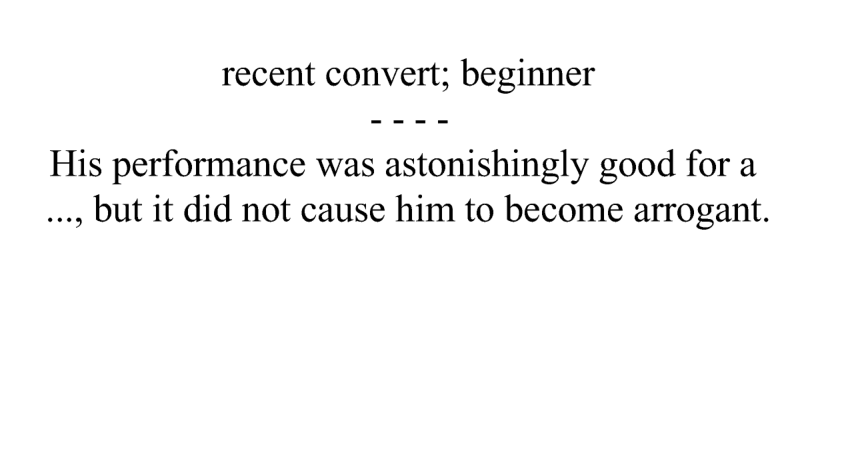 recent convert; beginner
- - - -
His performance was astonishingly good for a
..., but it did not cause him to become arrogant.